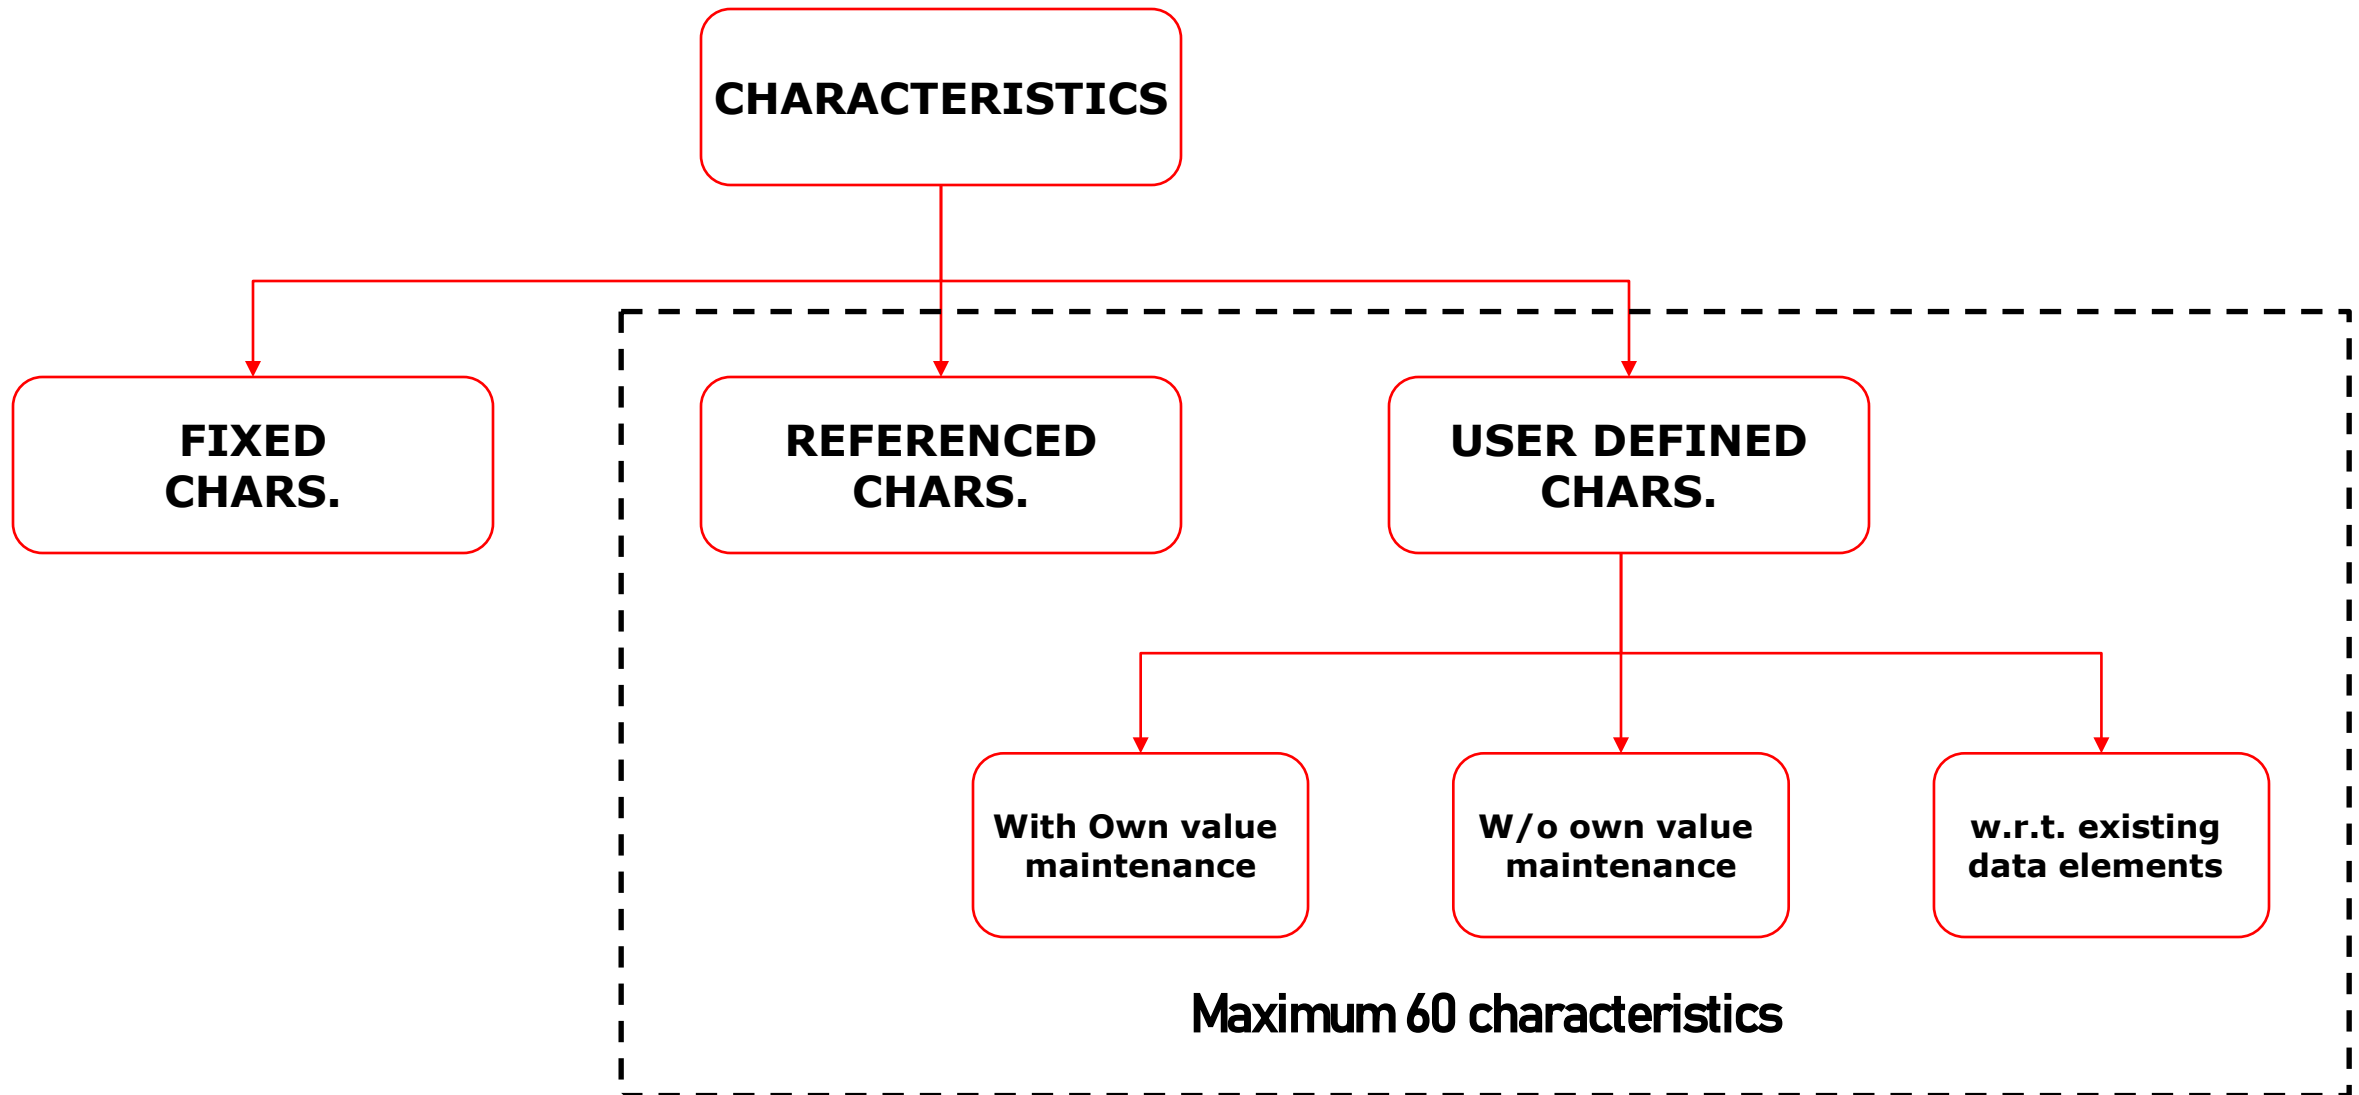 CHARACTERISTICS
FIXED
CHARS.
REFERENCED
CHARS.
USER DEFINED
CHARS.
With Own value
maintenance
W/o own value
maintenance
w.r.t. existing
data elements
Maximum 60 characteristics